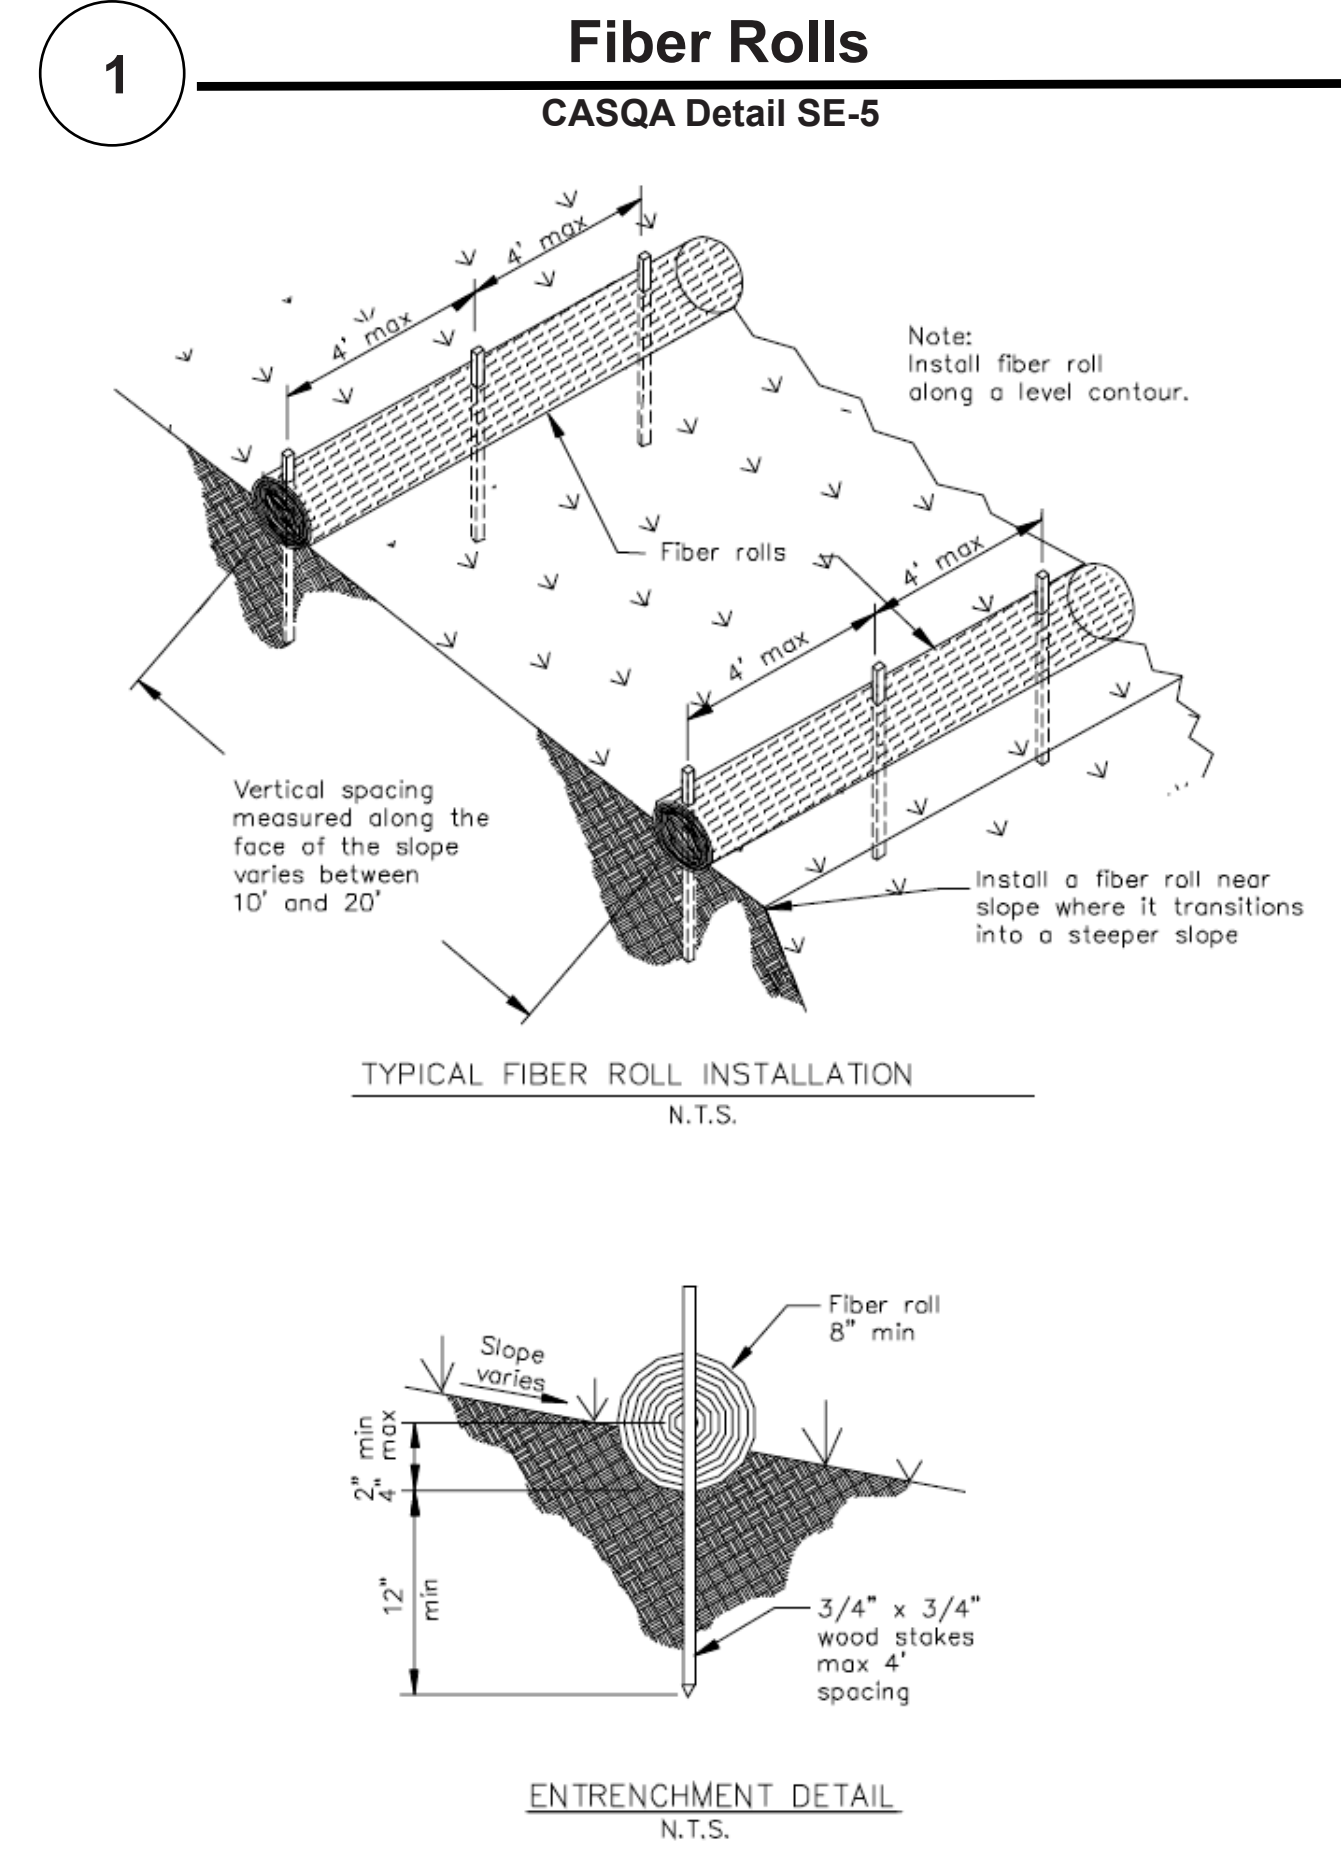 1
Fiber Rolls
CASQA Detail SE-5
4' max
4' max
Note:
Install fiber roll
along a level contour.
Fiber rolls
4' max
4' max
Vertical spacing
measured along the
face of the slope
varies between
10' and 20'
Install a fiber roll near
slope where it transitions
into a steeper slope
TYPICAL FIBER ROLL INSTALLATION
N.T.S.
Fiber roll
8" min
Slope
varies
2" min
4" max
12"
min
3/4" x 3/4"
wood stakes
max 4'
spacing
ENTRENCHMENT DETAIL
N.T.S.